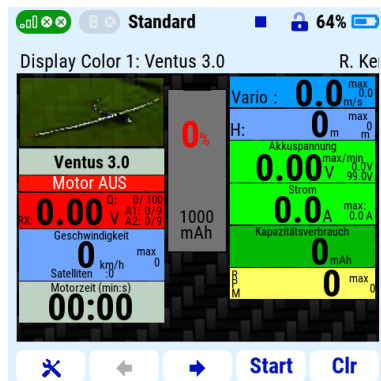 B Standard 64%
Display Color 1: Ventus 3.0 R. Ke
Ventus 3.0
Motor AUS
RX: 0.00 V Q: 0/ 100
A1: 0/9
A2: 0/9
Geschwindigkeit
0 km/h max 0
Satelliten :0
Motorzeit (min:s)
00:00
0%
1000
mAh
Vario : 0.0 m/s max 0.0
H: 0 m max 0 m
Akkuspannung
0.00 V max/min 0.0V
99.0V
Strom
0.0 A max: 0.0 A
Kapazitätsverbrauch
0 mAh
RPM 0 max 0
Start Clr